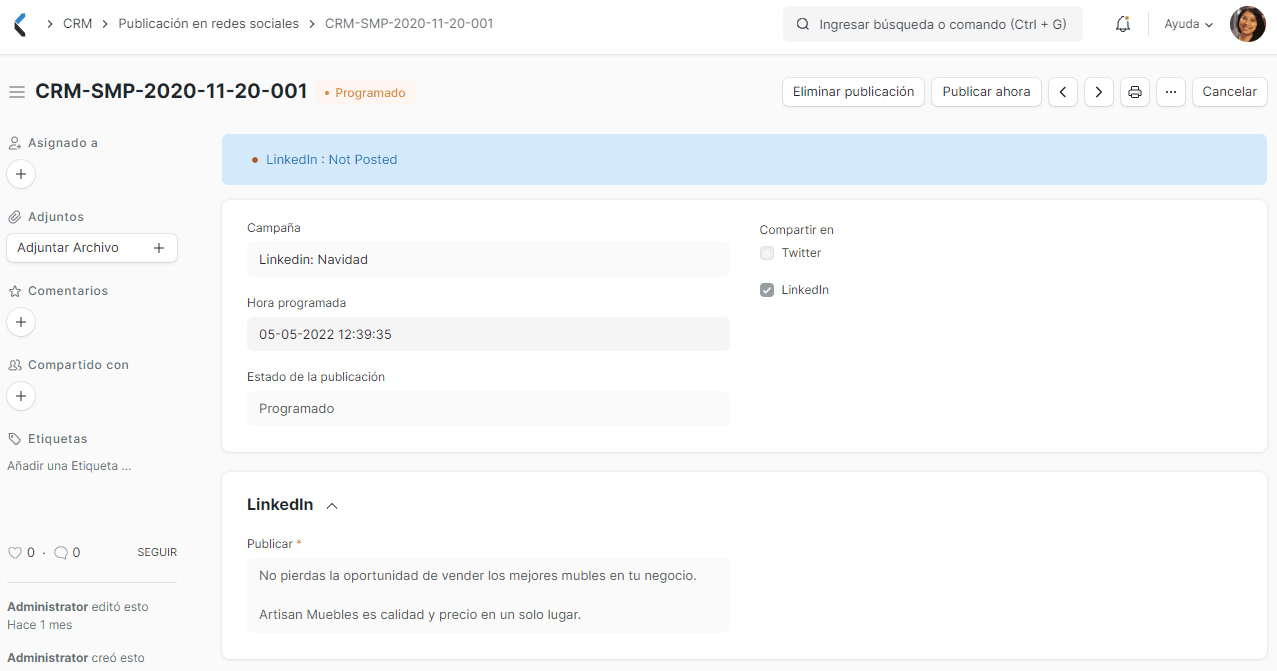 CRM
Publicación en redes sociales
CRM-SMP-2020-11-20-001
Ingresar búsqueda o comando (Ctrl + G)
Ayuda
CRM-SMP-2020-11-20-001
Programado
Eliminar publicación
Publicar ahora
Cancelar
Asignado a
Adjuntos
Adjuntar Archivo
Comentarios
Compartido con
Etiquetas
Añadir una Etiqueta ...
0 · 0 SEGUIR
Administrator editó esto
Hace 1 mes
Administrator creó esto
LinkedIn : Not Posted
Campaña
Linkedin: Navidad
Hora programada
05-05-2022 12:39:35
Estado de la publicación
Programado
Compartir en
Twitter
LinkedIn
LinkedIn
Publicar *
No pierdas la oportunidad de vender los mejores mubles en tu negocio.
Artisan Muebles es calidad y precio en un solo lugar.